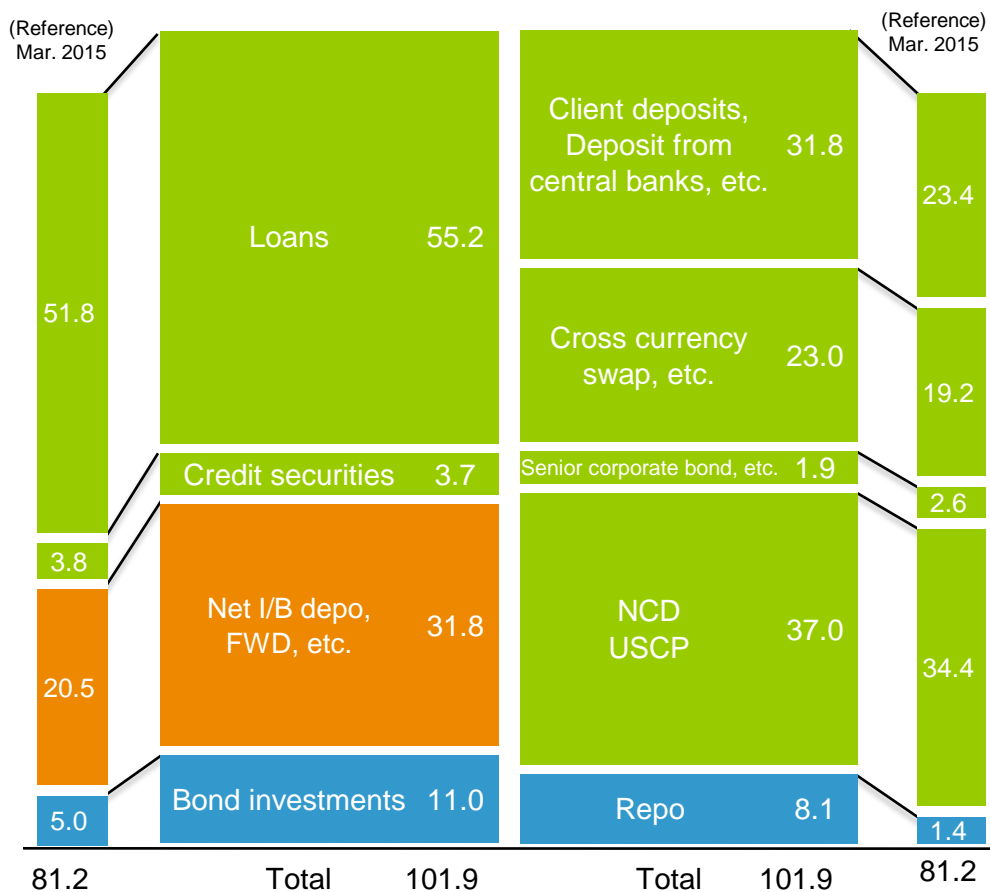 (Reference)
Mar. 2015
51.8
3.8
20.5
5.0
81.2
Loans 55.2
Credit securities 3.7
Net I/B depo,
FWD, etc. 31.8
Bond investments 11.0
Total 101.9
Client deposits,
Deposit from 31.8
central banks, etc.
Cross currency
swap, etc. 23.0
Senior corporate bond, etc. 1.9
NCD
USCP 37.0
Repo 8.1
Total 101.9
(Reference)
Mar. 2015
23.4
19.2
2.6
34.4
1.4
81.2